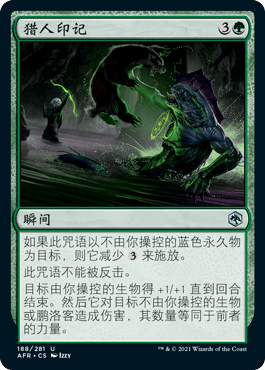 猎人印记 3
瞬间
如果此咒语以不由你操控的蓝色永久物
为目标，则它减少 3 来施放。
此咒语不能被反击。
目标由你操控的生物得 +1/+1 直到回合
结束。然后它对目标不由你操控的生物
或鹏洛客造成伤害，其数量等同于前者
的力量。
188/281 U
AFR • CS Izzy
™ & © 2021 Wizards of the Coast